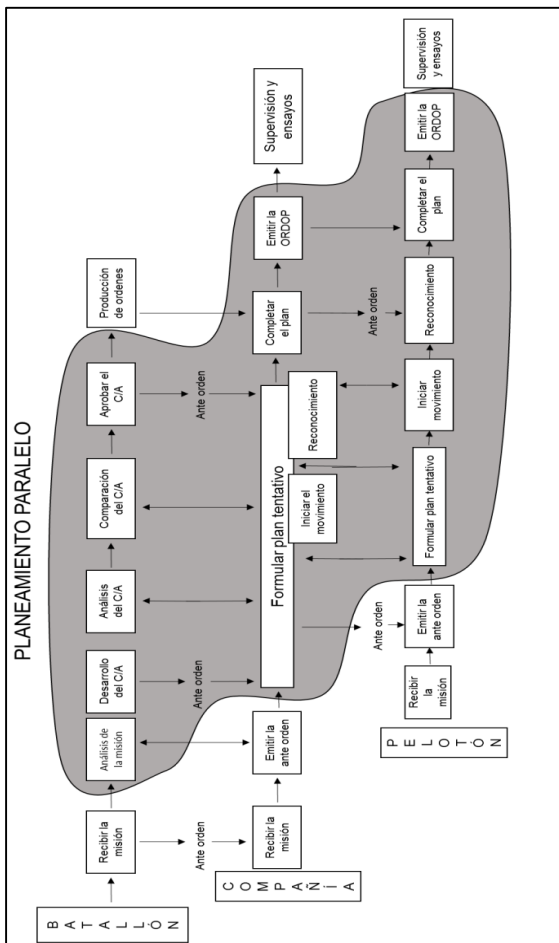 PLANEAMIENTO PARALELO
B A T A L L Ó N
Recibir la
misión
Análisis de
la misión
Desarrollo
del C/A
Análisis
del C/A
Comparación
del C/A
Aprobar el
C/A
Producción
de ordenes
Ante orden
Ante orden
Ante orden
C O M P A Ñ Í A
Recibir la
misión
Emitir la
ante orden
Formular plan tentativo
Iniciar el
movimiento
Reconocimiento
Completar
el plan
Emitir la
ORDOP
Supervisión y
ensayos
Ante orden
Ante orden
P E L O T Ó N
Recibir
la
misión
Emitir la
ante orden
Formular plan tentativo
Iniciar
movimiento
Reconocimiento
Completar
el plan
Emitir la
ORDOP
Supervisión
y ensayos